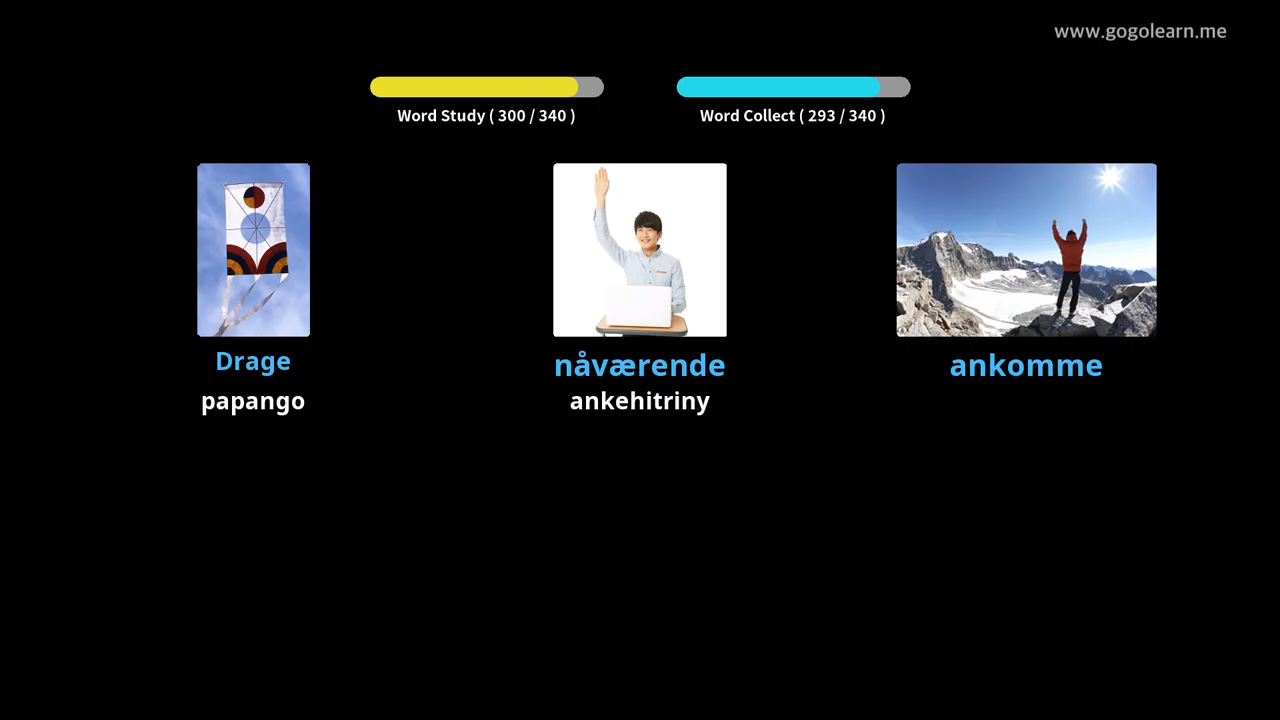 www.gogolearn.me
Word Study ( 300 / 340 )
Word Collect ( 293 / 340 )
Drage
papango
nåværende
ankehitriny
ankomme